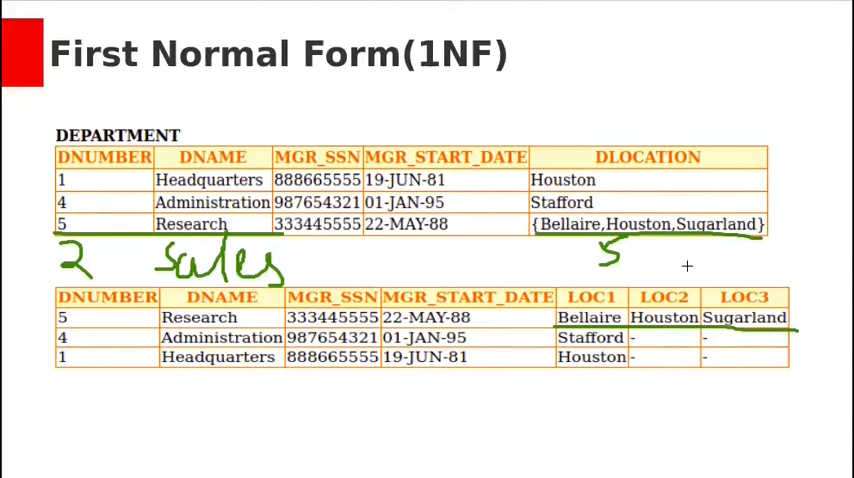 First Normal Form(1NF)
DEPARTMENT
DNUMBER DNAME MGR_SSN MGR_START_DATE DLOCATION
1 Headquarters 888665555 19-JUN-81 Houston
4 Administration 987654321 01-JAN-95 Stafford
5 Research 333445555 22-MAY-88 {Bellaire,Houston,Sugarland}
2 sales 5
DNUMBER DNAME MGR_SSN MGR_START_DATE LOC1 LOC2 LOC3
5 Research 333445555 22-MAY-88 Bellaire Houston Sugarland
4 Administration 987654321 01-JAN-95 Stafford - -
1 Headquarters 888665555 19-JUN-81 Houston - -